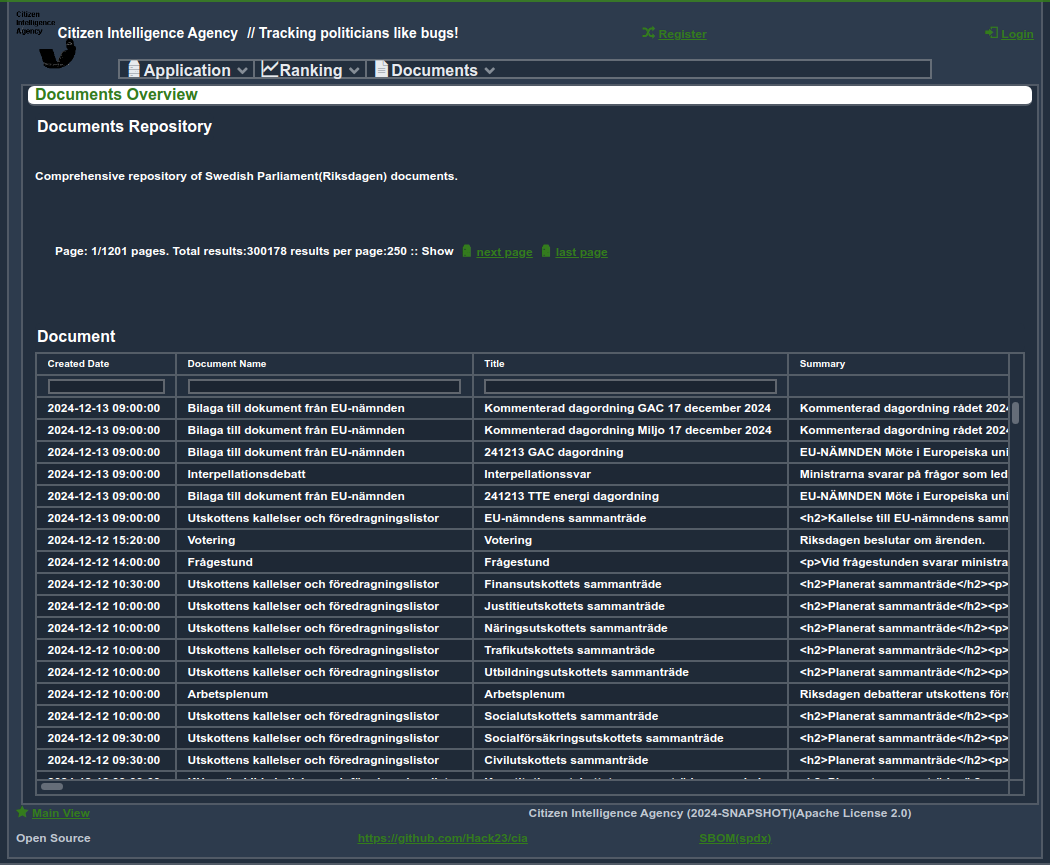 Citizen
Intelligence
Agency
Citizen Intelligence Agency // Tracking politicians like bugs!
Register
Login
Application
Ranking
Documents
Documents Overview
Documents Repository
Comprehensive repository of Swedish Parliament(Riksdagen) documents.
Page: 1/1201 pages. Total results:300178 results per page:250 :: Show next page last page
Document
Created Date Document Name Title Summary
2024-12-13 09:00:00 Bilaga till dokument från EU-nämnden Kommenterad dagordning GAC 17 december 2024 Kommenterad dagordning rådet 2024
2024-12-13 09:00:00 Bilaga till dokument från EU-nämnden Kommenterad dagordning Miljo 17 december 2024 Kommenterad dagordning rådet 2024
2024-12-13 09:00:00 Bilaga till dokument från EU-nämnden 241213 GAC dagordning EU-NÄMNDEN Möte i Europeiska uni
2024-12-13 09:00:00 Interpellationsdebatt Interpellationssvar Ministrarna svarar på frågor som led
2024-12-13 09:00:00 Bilaga till dokument från EU-nämnden 241213 TTE energi dagordning EU-NÄMNDEN Möte i Europeiska uni
2024-12-13 09:00:00 Utskottens kallelser och föredragningslistor EU-nämndens sammanträde <h2>Kallelse till EU-nämndens samm
2024-12-12 15:20:00 Votering Votering Riksdagen beslutar om ärenden.
2024-12-12 14:00:00 Frågestund Frågestund <p>Vid frågestunden svarar ministra
2024-12-12 10:30:00 Utskottens kallelser och föredragningslistor Finansutskottets sammanträde <h2>Planerat sammanträde</h2><p>
2024-12-12 10:00:00 Utskottens kallelser och föredragningslistor Justitieutskottets sammanträde <h2>Planerat sammanträde</h2><p>
2024-12-12 10:00:00 Utskottens kallelser och föredragningslistor Näringsutskottets sammanträde <h2>Planerat sammanträde</h2><p>
2024-12-12 10:00:00 Utskottens kallelser och föredragningslistor Trafikutskottets sammanträde <h2>Planerat sammanträde</h2><p>
2024-12-12 10:00:00 Utskottens kallelser och föredragningslistor Utbildningsutskottets sammanträde <h2>Planerat sammanträde</h2><p>
2024-12-12 10:00:00 Arbetsplenum Arbetsplenum Riksdagen debatterar utskottens förs
2024-12-12 10:00:00 Utskottens kallelser och föredragningslistor Socialutskottets sammanträde <h2>Planerat sammanträde</h2><p>
2024-12-12 09:30:00 Utskottens kallelser och föredragningslistor Socialförsäkringsutskottets sammanträde <h2>Planerat sammanträde</h2><p>
2024-12-12 09:30:00 Utskottens kallelser och föredragningslistor Civilutskottets sammanträde <h2>Planerat sammanträde</h2><p>
Main View
Citizen Intelligence Agency (2024-SNAPSHOT)(Apache License 2.0)
Open Source
https://github.com/Hack23/cia
SBOM(spdx)